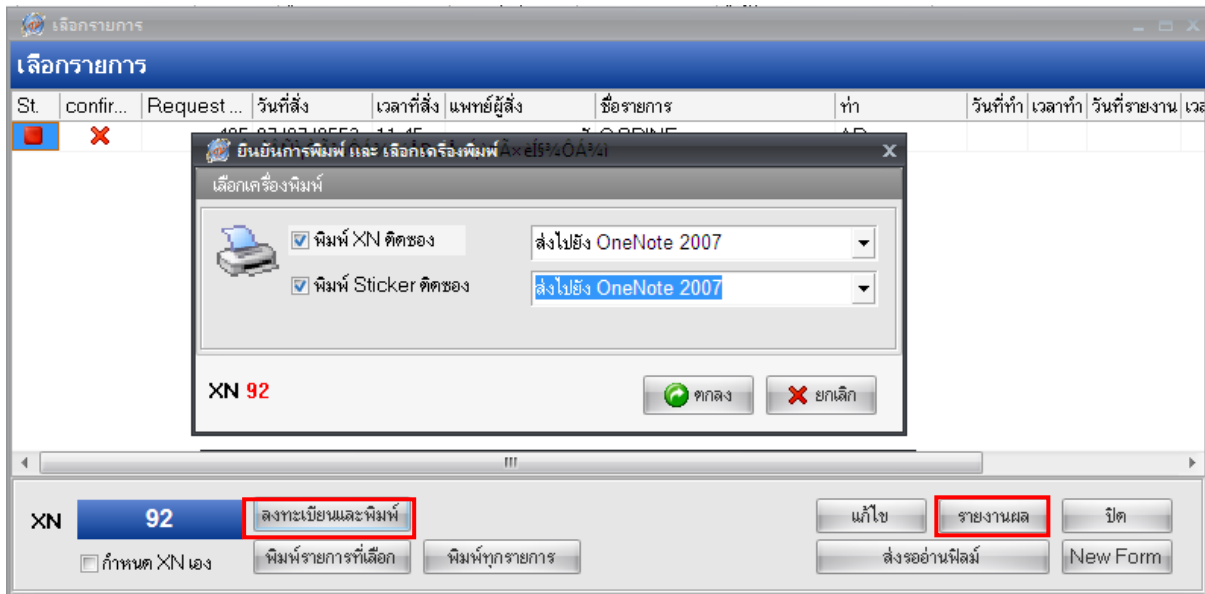 เลือกรายการ
เลือกรายการ
St. confir... Request ... วันที่สั่ง เวลาที่สั่ง แพทย์ผู้สั่ง ชื่อรายการ ท่า วันที่ทำ เวลาทำ วันที่รายงาน เวล
ยืนยันการพิมพ์ และ เลือกเครื่องพิมพ์
เลือกเครื่องพิมพ์
พิมพ์ XN ติดซอง ส่งไปยัง OneNote 2007
พิมพ์ Sticker ติดซอง ส่งไปยัง OneNote 2007
XN 92 ตกลง ยกเลิก
XN 92 ลงทะเบียนและพิมพ์ แก้ไข รายงานผล ปิด
กำหนด XN เอง พิมพ์รายการที่เลือก พิมพ์ทุกรายการ ส่งรออ่านฟิลม์ New Form